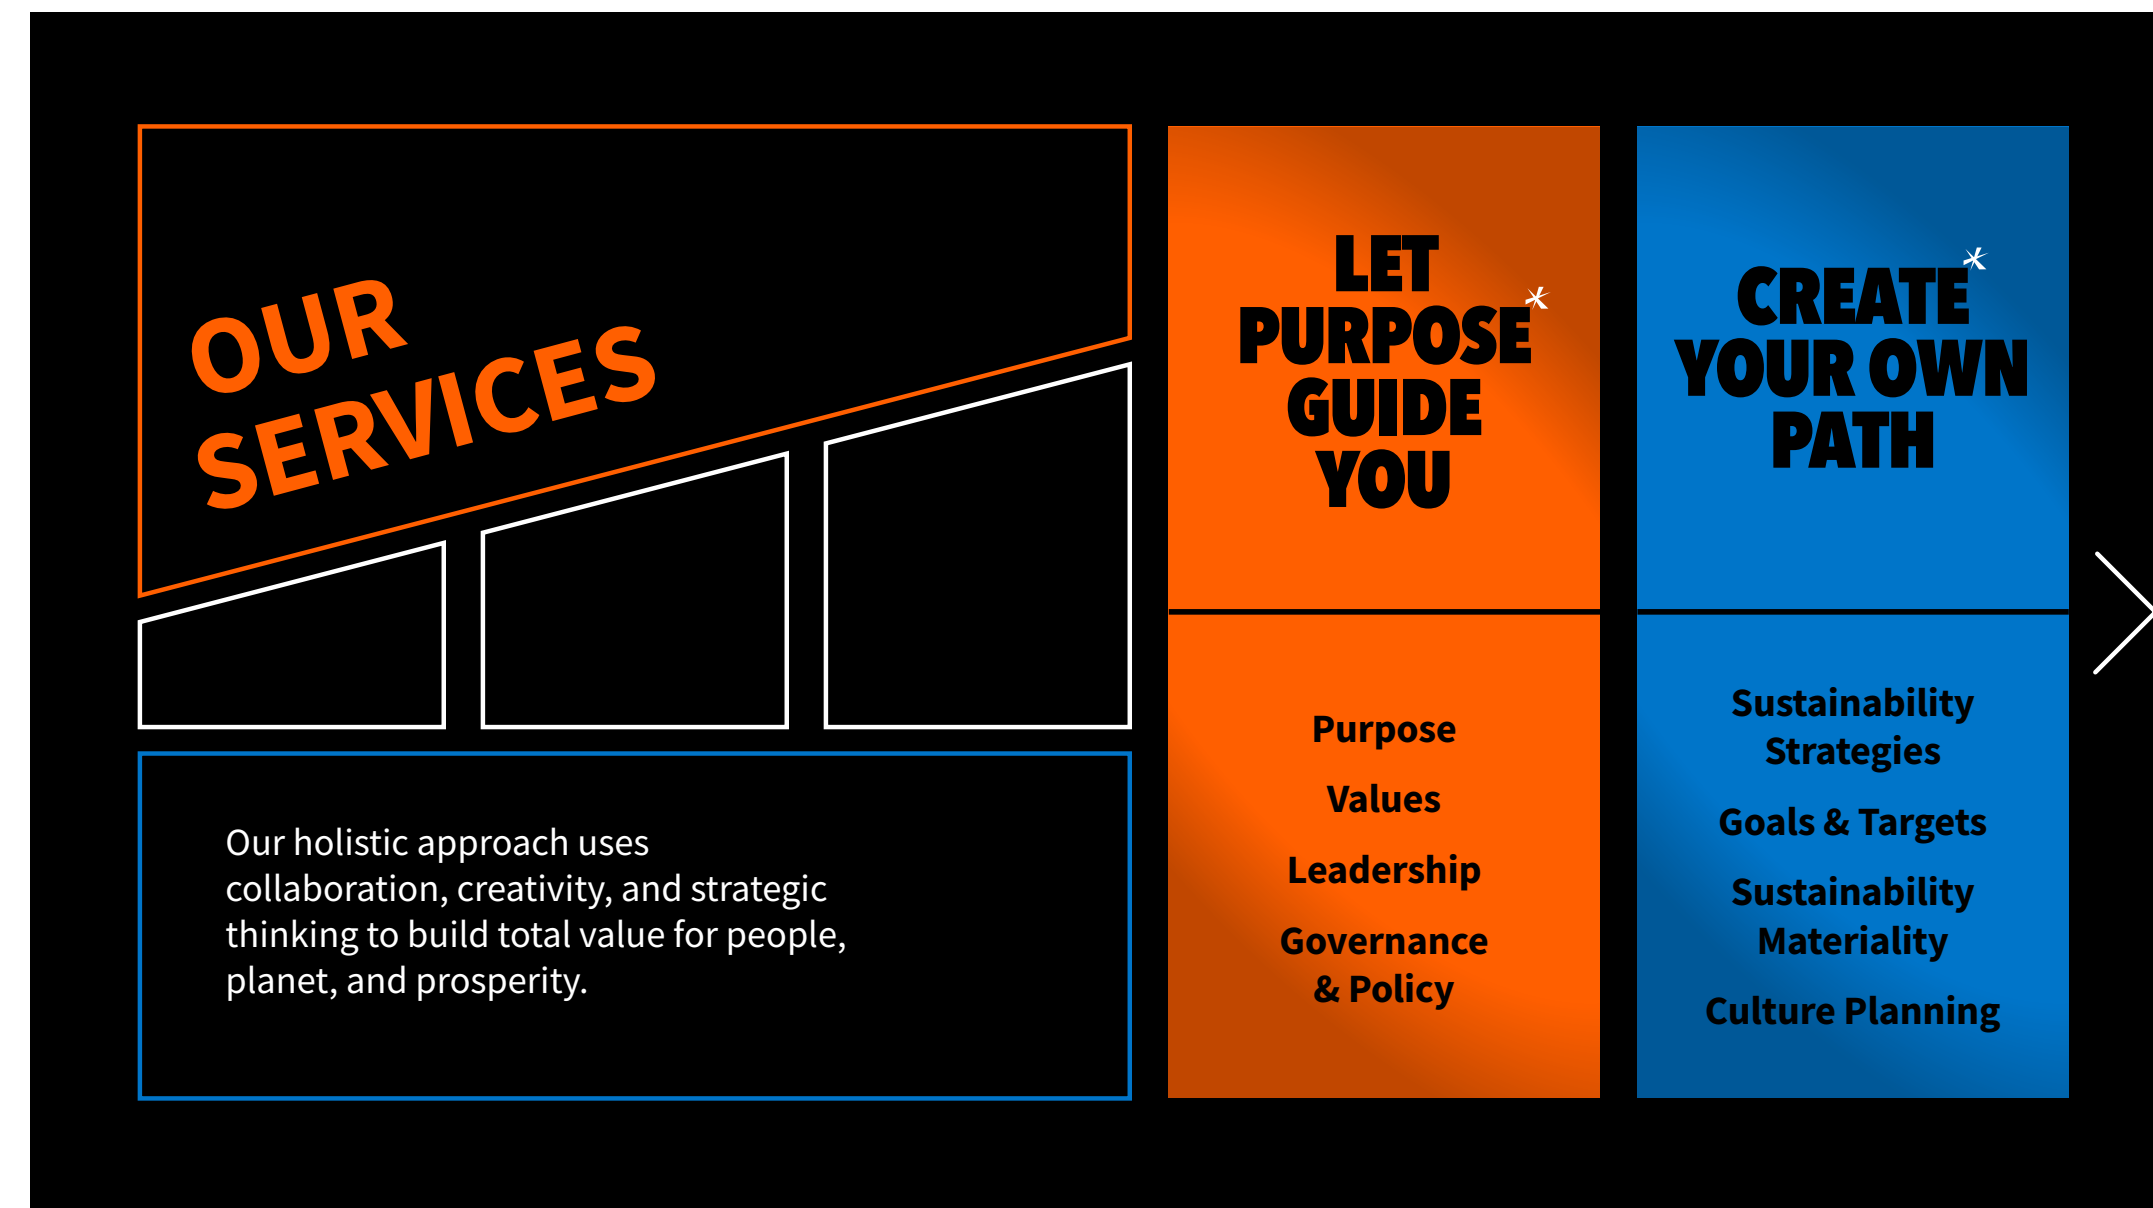 OUR
SERVICES
Our holistic approach uses
collaboration, creativity, and strategic
thinking to build total value for people,
planet, and prosperity.
LET
PURPOSE*
GUIDE
YOU
Purpose
Values
Leadership
Governance
& Policy
CREATE*
YOUR OWN
PATH
Sustainability
Strategies
Goals & Targets
Sustainability
Materiality
Culture Planning